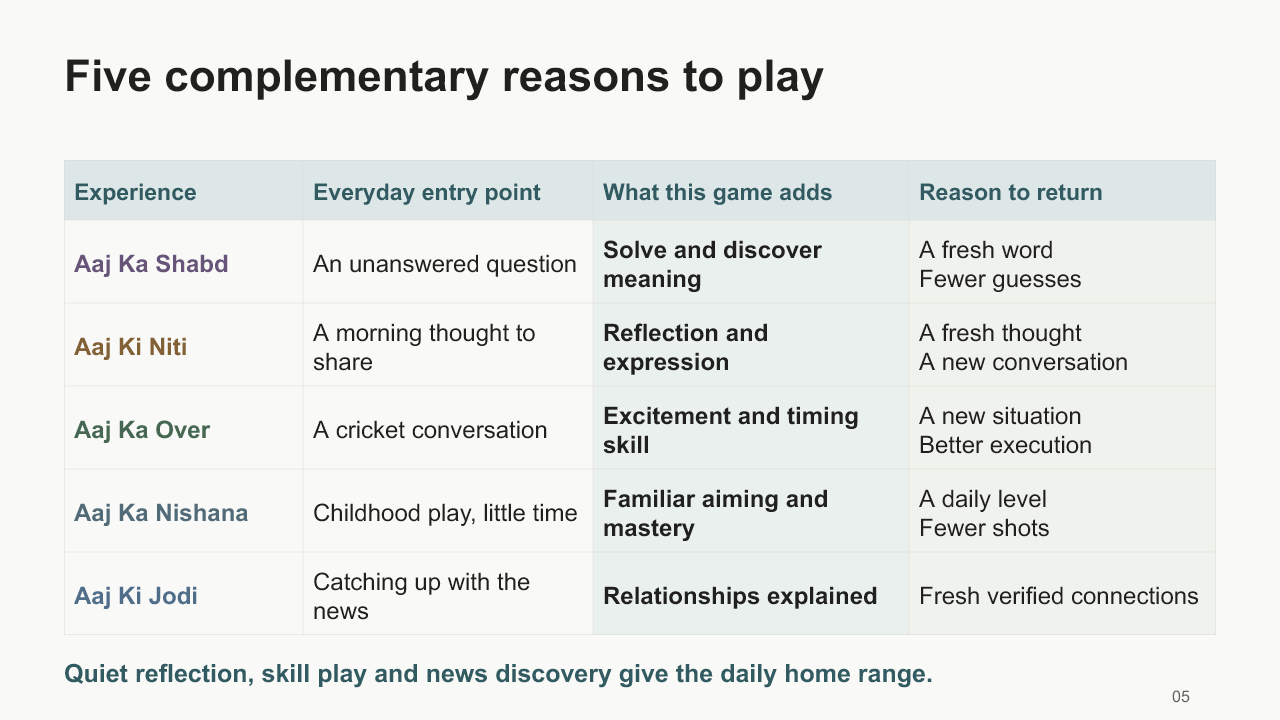 Five complementary reasons to play
Experience
Everyday entry point
What this game adds
Reason to return
Aaj Ka Shabd
An unanswered question
Solve and discover
meaning
A fresh word
Fewer guesses
Aaj Ki Niti
A morning thought to
share
Reflection and
expression
A fresh thought
A new conversation
Aaj Ka Over
A cricket conversation
Excitement and timing
skill
A new situation
Better execution
Aaj Ka Nishana
Childhood play, little time
Familiar aiming and
mastery
A daily level
Fewer shots
Aaj Ki Jodi
Catching up with the
news
Relationships explained
Fresh verified connections
Quiet reflection, skill play and news discovery give the daily home range.
05